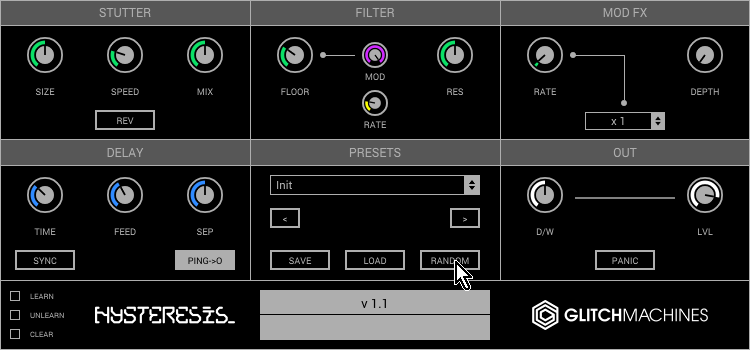 STUTTER FILTER MOD FX
SIZE SPEED MIX FLOOR MOD RES RATE DEPTH
REV RATE x 1
DELAY PRESETS OUT
Init
< >
TIME FEED SEP D/W LVL
SYNC PING->O SAVE LOAD RANDOM PANIC
LEARN
UNLEARN
CLEAR
HYSTERESIS_
v 1.1
GLITCHMACHINES